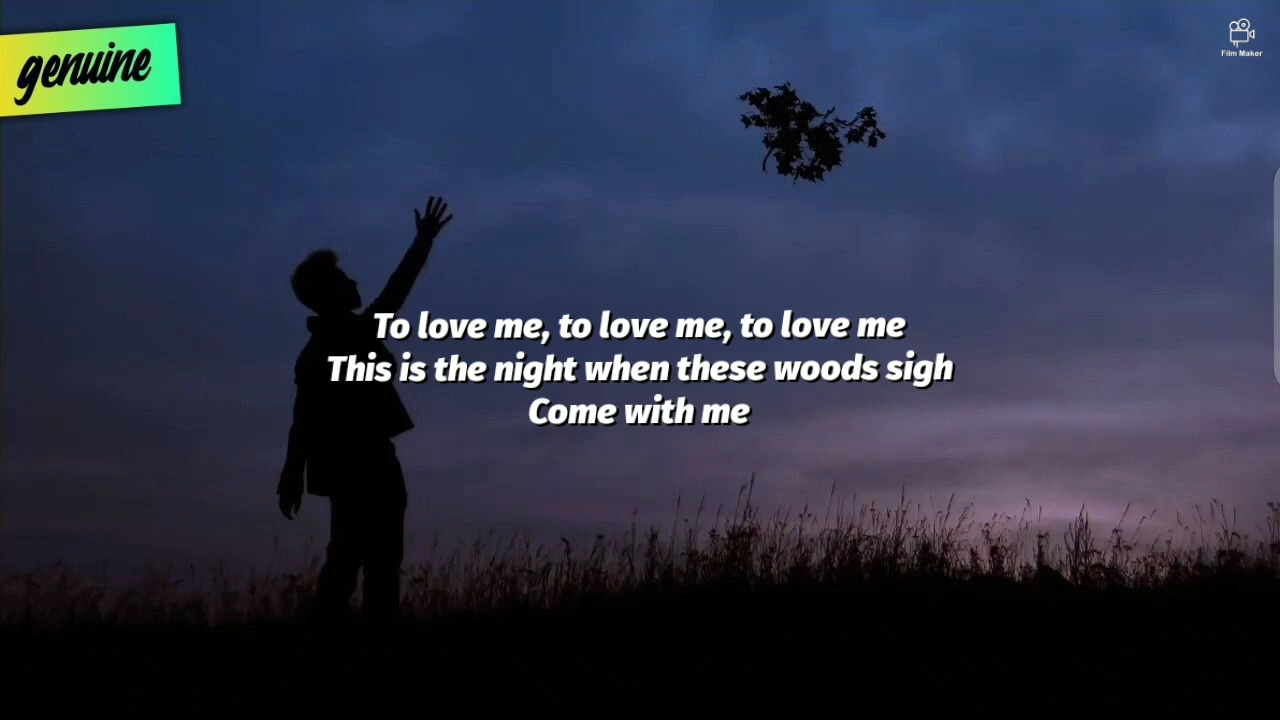 genuine
Film Maker
To love me, to love me, to love me
This is the night when these woods sigh
Come with me